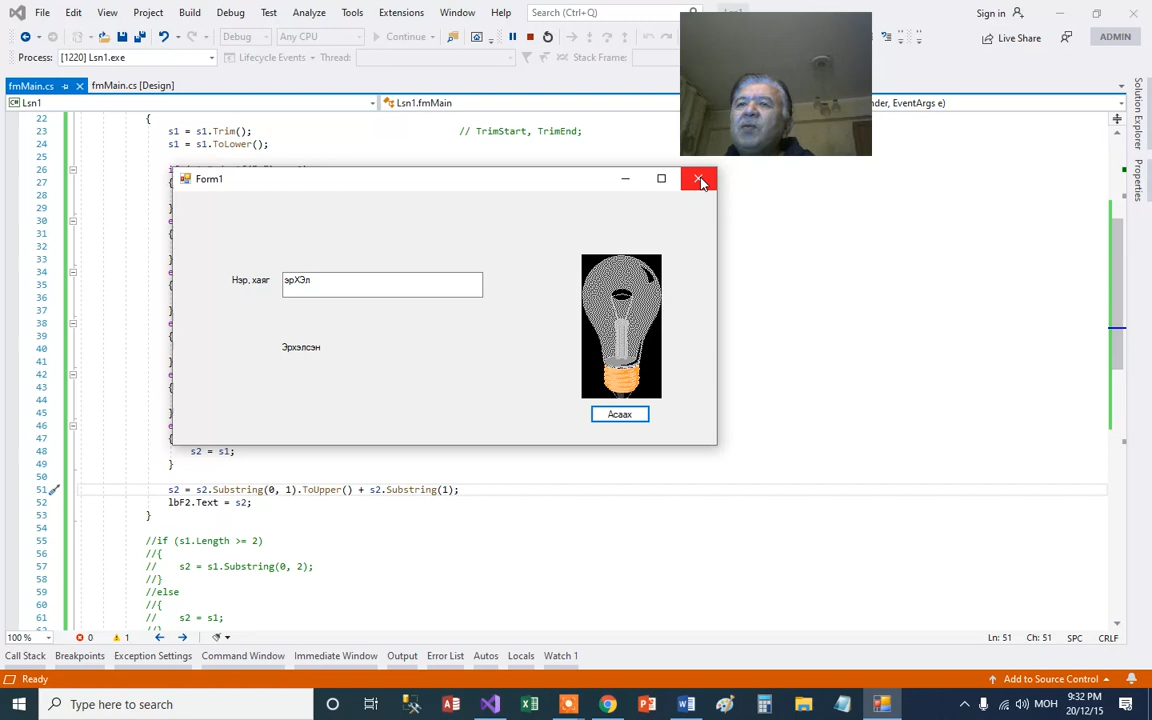 File Edit View Project Build Debug Test Analyze Tools Extensions Window Help Search (Ctrl+Q) Lsn1 Sign in
Debug Any CPU Continue Live Share ADMIN
Process: [1220] Lsn1.exe Lifecycle Events Thread: Stack Frame:
fmMain.cs fmMain.cs [Design]
Lsn1 Lsn1.fmMain nder, EventArgs e)
Solution Explorer
Properties
22 {
23 s1 = s1.Trim(); // TrimStart, TrimEnd;
24 s1 = s1.ToLower();
25
26
27 {
28
29 }
30
31 {
32
33 }
34
35 {
36
37 }
38
39 {
40
41 }
42
43 {
44
45 }
46
47 {
48 s2 = s1;
49 }
50
51 s2 = s2.Substring(0, 1).ToUpper() + s2.Substring(1);
52 lbF2.Text = s2;
53 }
54
55 //if (s1.Length >= 2)
56 //{
57 // s2 = s1.Substring(0, 2);
58 //}
59 //else
60 //{
61 // s2 = s1;
Form1
Нэр, хаяг эрХЭл
Эрхэлсэн
Асаах
100 % 0 1 Ln: 51 Ch: 51 SPC CRLF
Call Stack Breakpoints Exception Settings Command Window Immediate Window Output Error List Autos Locals Watch 1
Ready Add to Source Control
Type here to search MOH 9:32 PM
20/12/15